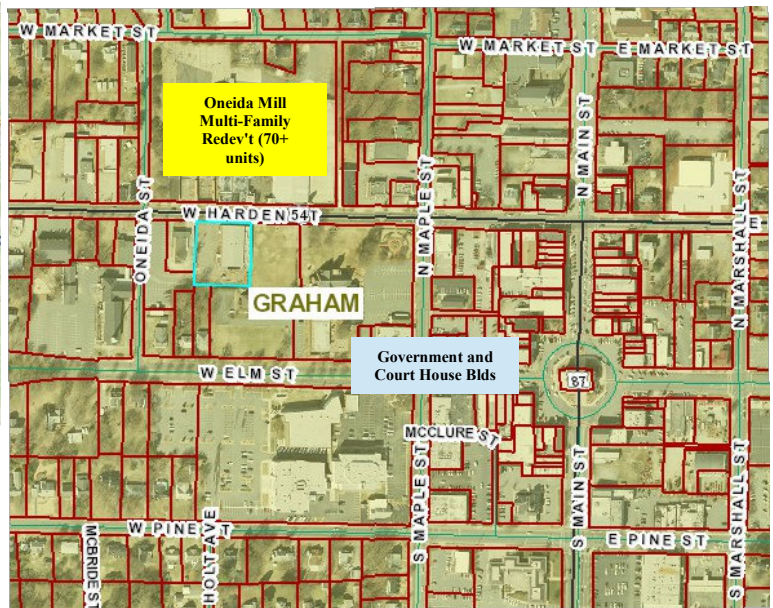 W MARKET ST
W MARKET ST
E MARKET ST
Oneida Mill
Multi-Family
Redev't (70+
units)
N MAIN ST
N MAPLE ST
ONEIDA ST
W HARDEN 54T
E
N MARSHALL ST
GRAHAM
Government and
Court House Blds
W ELM ST
87
MCCLURE ST
S MAPLE ST
S MAIN ST
S MARSHALL ST
W PINE T
E PINE ST
MCBRIDE ST
HOLT AVE